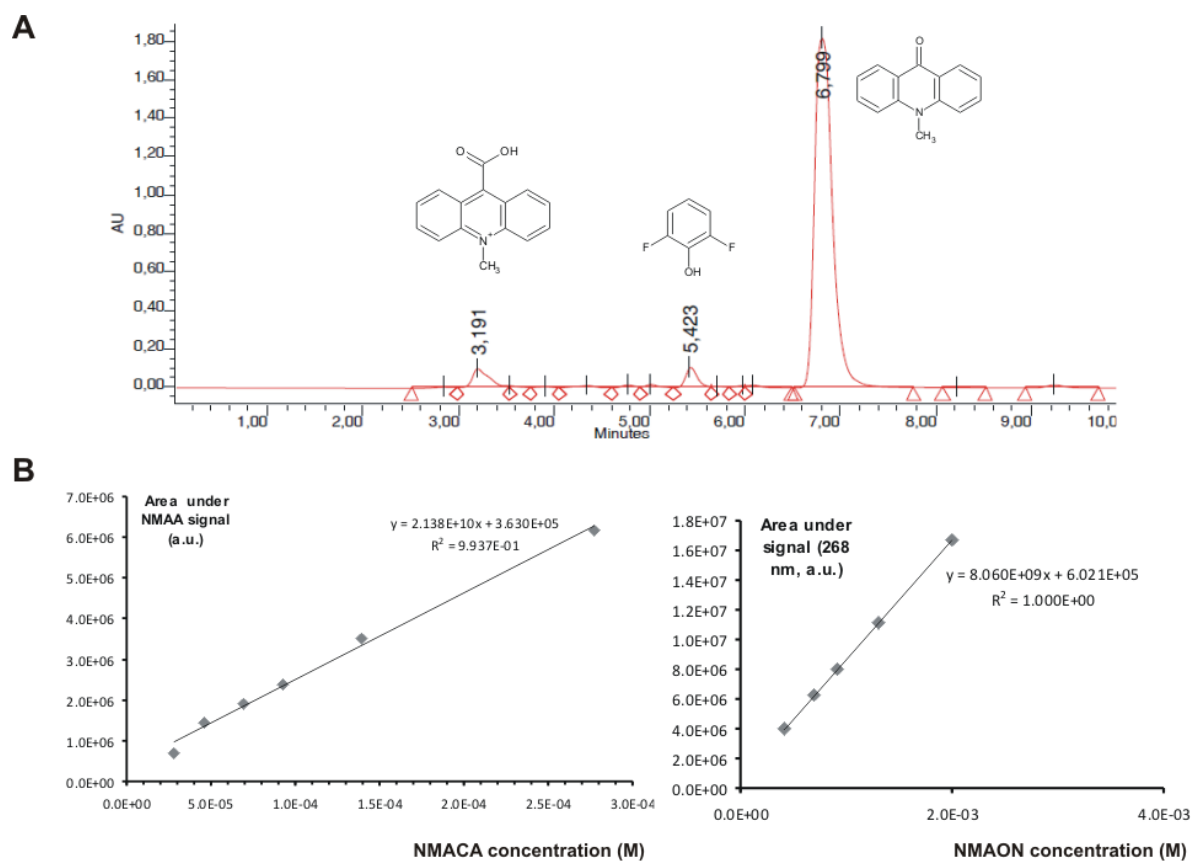 A
1,80
1,60
1,40
1,20
1,00
0,80
0,60
0,40
0,20
0,00
AU
3,191
5,423
6,799
O
OH
N+
CH3
F
F
OH
O
N
CH3
1,00 2,00 3,00 4,00 5,00 6,00 7,00 8,00 9,00 10,0
Minutes
B
7.0E+06
6.0E+06
5.0E+06
4.0E+06
3.0E+06
2.0E+06
1.0E+06
0.0E+00
Area under
NMAA signal
(a.u.)
y = 2.138E+10x + 3.630E+05
R2 = 9.937E-01
0.0E+00 5.0E-05 1.0E-04 1.5E-04 2.0E-04 2.5E-04 3.0E-04
NMACA concentration (M)
1.8E+07
1.6E+07
1.4E+07
1.2E+07
1.0E+07
8.0E+06
6.0E+06
4.0E+06
2.0E+06
0.0E+00
Area under
signal (268
nm, a.u.)
y = 8.060E+09x + 6.021E+05
R2 = 1.000E+00
0.0E+00 2.0E-03 4.0E-03
NMAON concentration (M)